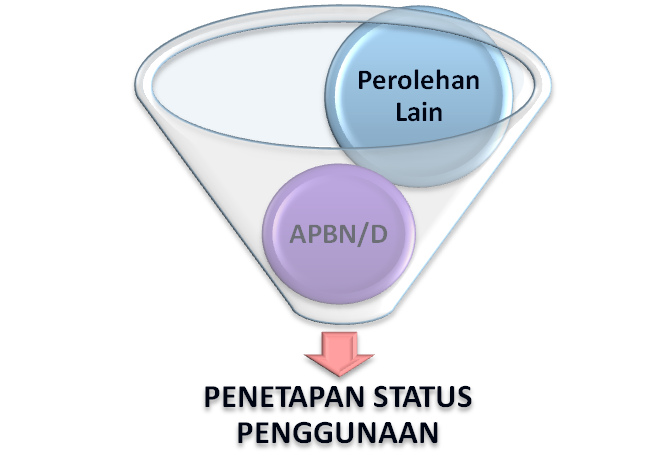 Perolehan
Lain
APBN/D
PENETAPAN STATUS
PENGGUNAAN